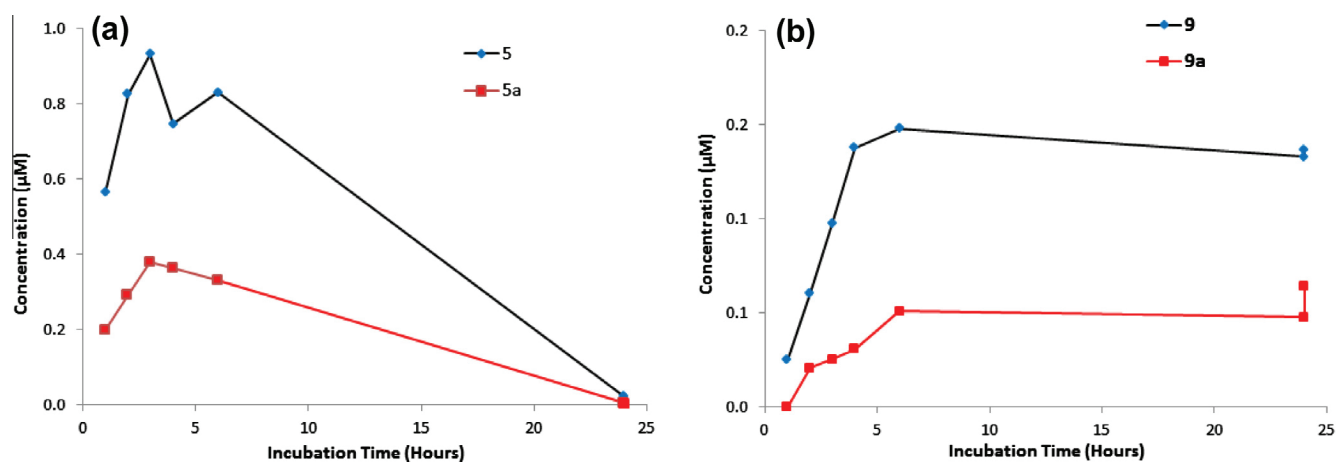 (a)
5
5a
Concentration (µM)
1.0
0.8
0.6
0.4
0.2
0.0
0 5 10 15 20 25
Incubation Time (Hours)
(b)
9
9a
Concentration (µM)
0.2
0.2
0.1
0.1
0.0
0 5 10 15 20 25
Incubation Time (Hours)